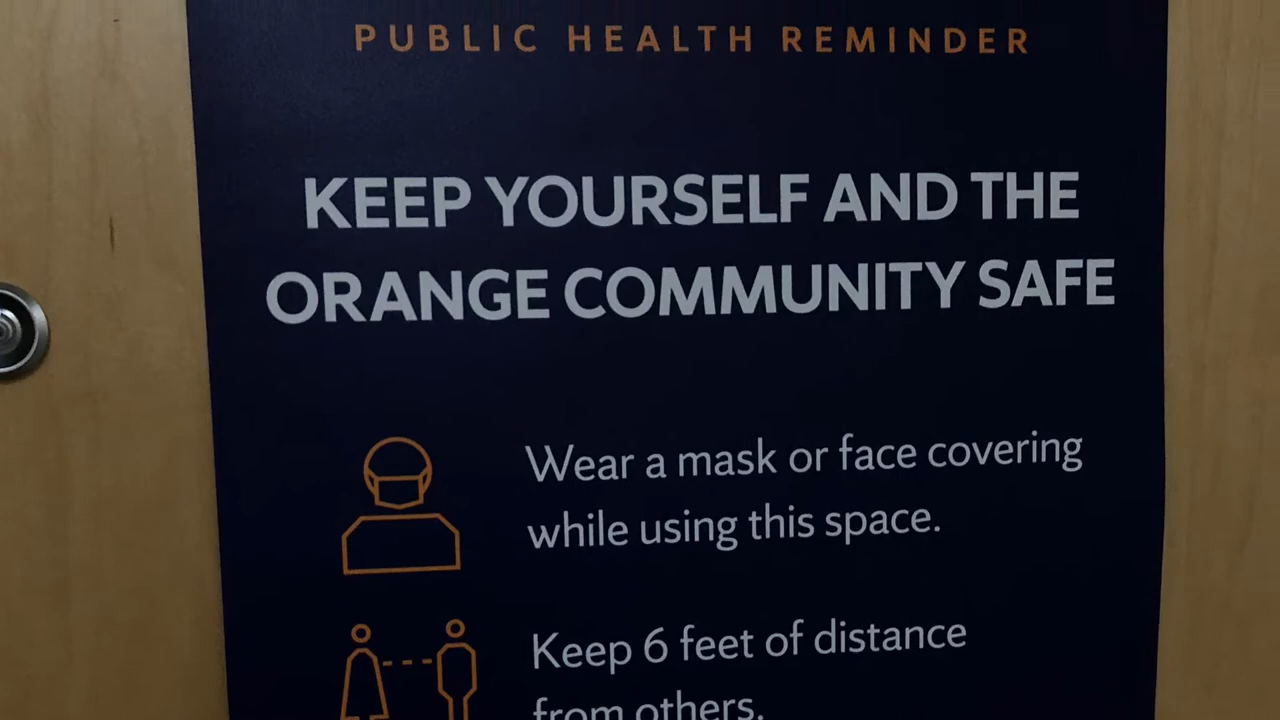 PUBLIC HEALTH REMINDER
KEEP YOURSELF AND THE
ORANGE COMMUNITY SAFE
Wear a mask or face covering
while using this space.
Keep 6 feet of distance
from others.